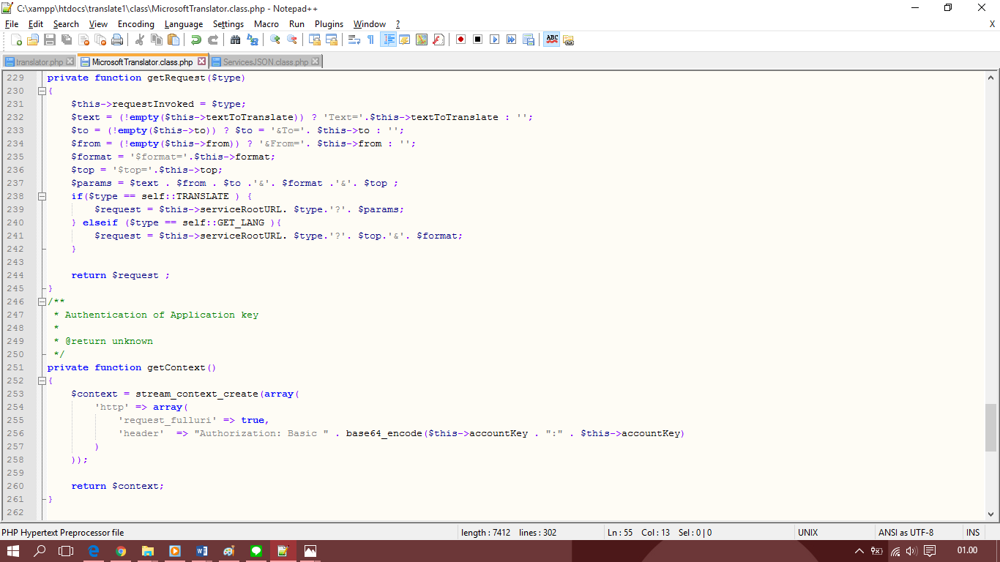 C:\xampp\htdocs\translate1\class\MicrosoftTranslator.class.php - Notepad++
File Edit Search View Encoding Language Settings Macro Run Plugins Window ? X
ABC
translator.php MicrosoftTranslator.class.php ServicesJSON.class.php
229 private function getRequest($type)
230 {
231 $this->requestInvoked = $type;
232 $text = (!empty($this->textToTranslate)) ? 'Text='.$this->textToTranslate : '';
233 $to = (!empty($this->to)) ? $to = '&To='. $this->to : '';
234 $from = (!empty($this->from)) ? '&From='. $this->from : '';
235 $format = '$format='.$this->format;
236 $top = '$top='.$this->top;
237 $params = $text . $from . $to .'&'. $format .'&'. $top ;
238 if($type == self::TRANSLATE ) {
239 $request = $this->serviceRootURL. $type.'?'. $params;
240 } elseif ($type == self::GET_LANG ){
241 $request = $this->serviceRootURL. $type.'?'. $top.'&'. $format;
242 }
243
244 return $request ;
245 }
246 /**
247 * Authentication of Application key
248 *
249 * @return unknown
250 */
251 private function getContext()
252 {
253 $context = stream_context_create(array(
254 'http' => array(
255 'request_fulluri' => true,
256 'header'  => "Authorization: Basic " . base64_encode($this->accountKey . ":" . $this->accountKey)
257 )
258 ));
259
260 return $context;
261 }
262
PHP Hypertext Preprocessor file length : 7412 lines : 302 Ln : 55 Col : 13 Sel : 0 | 0 UNIX ANSI as UTF-8 INS
01.00